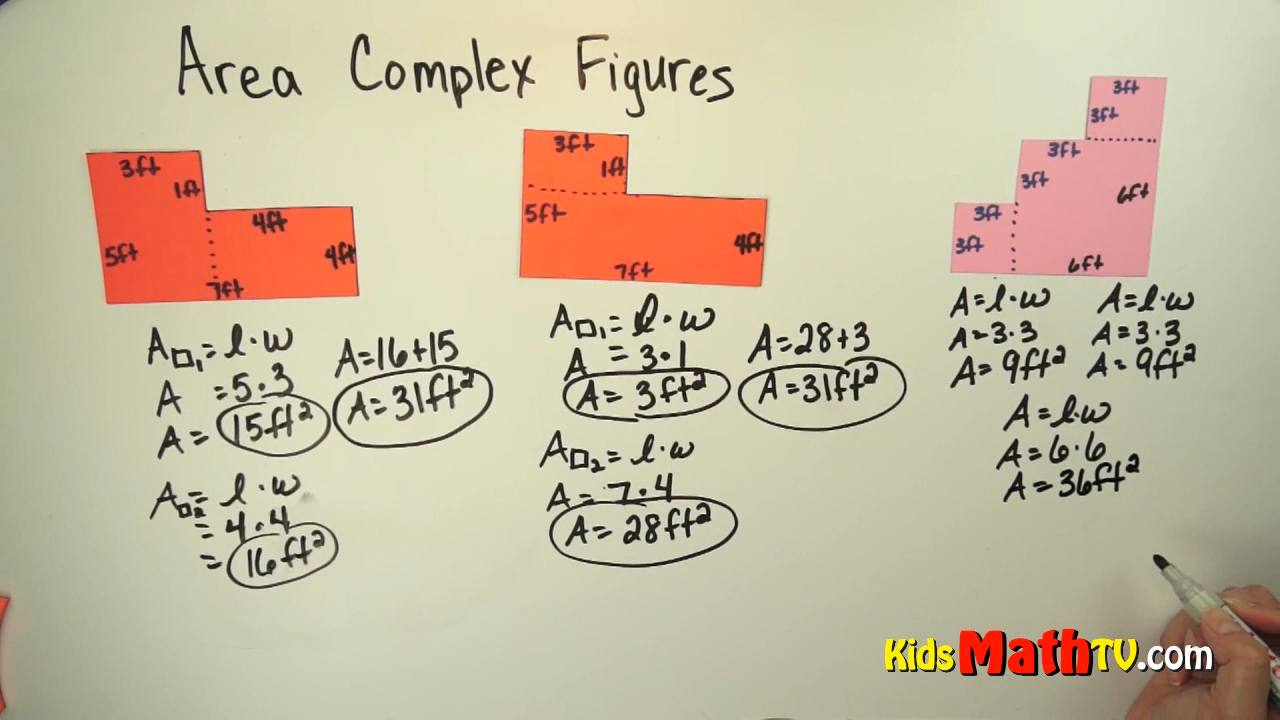 Area Complex Figures
3ft
1ft
4ft
5ft
4ft
7ft
A□₁= l·w
A = 5·3
A = 15ft²
A=16+15
A=31ft²
A□₂= l·w
= 4·4
= 16ft²
3ft
1ft
5ft
4ft
7ft
A□₁= l·w
A = 3·1
A = 3ft²
A=28+3
A=31ft²
A□₂= l·w
A= 7·4
A= 28ft²
3ft
3ft
3ft
3ft
6ft
3ft
3ft
6ft
A=l·w
A=3·3
A=9ft²
A=l·w
A=3·3
A=9ft²
A=l·w
A=6·6
A=36ft²
KidsMathTV.com